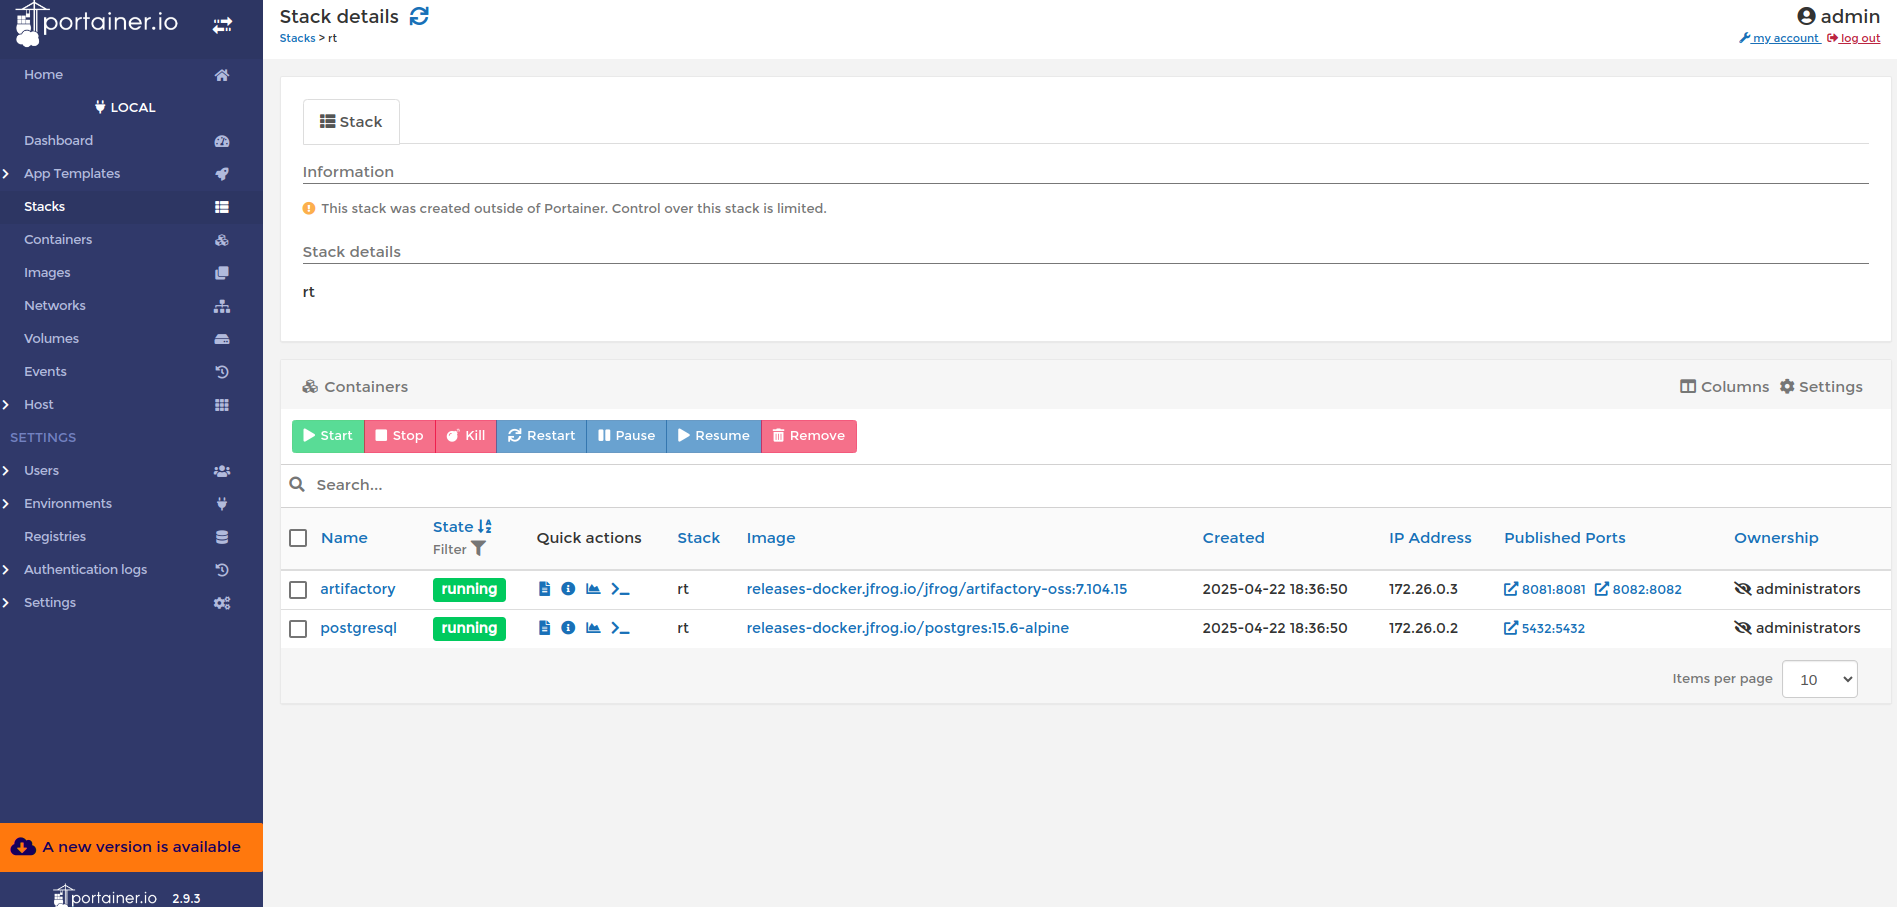 portainer.io
Home
LOCAL
Dashboard
App Templates
Stacks
Containers
Images
Networks
Volumes
Events
Host
SETTINGS
Users
Environments
Registries
Authentication logs
Settings
A new version is available
portainer.io 2.9.3
Stack details
Stacks > rt
admin
my account log out
Stack
Information
This stack was created outside of Portainer. Control over this stack is limited.
Stack details
rt
Containers
Columns Settings
Start Stop Kill Restart Pause Resume Remove
Search...
Name State Filter Quick actions Stack Image Created IP Address Published Ports Ownership
artifactory running rt releases-docker.jfrog.io/jfrog/artifactory-oss:7.104.15 2025-04-22 18:36:50 172.26.0.3 8081:8081 8082:8082 administrators
postgresql running rt releases-docker.jfrog.io/postgres:15.6-alpine 2025-04-22 18:36:50 172.26.0.2 5432:5432 administrators
Items per page 10